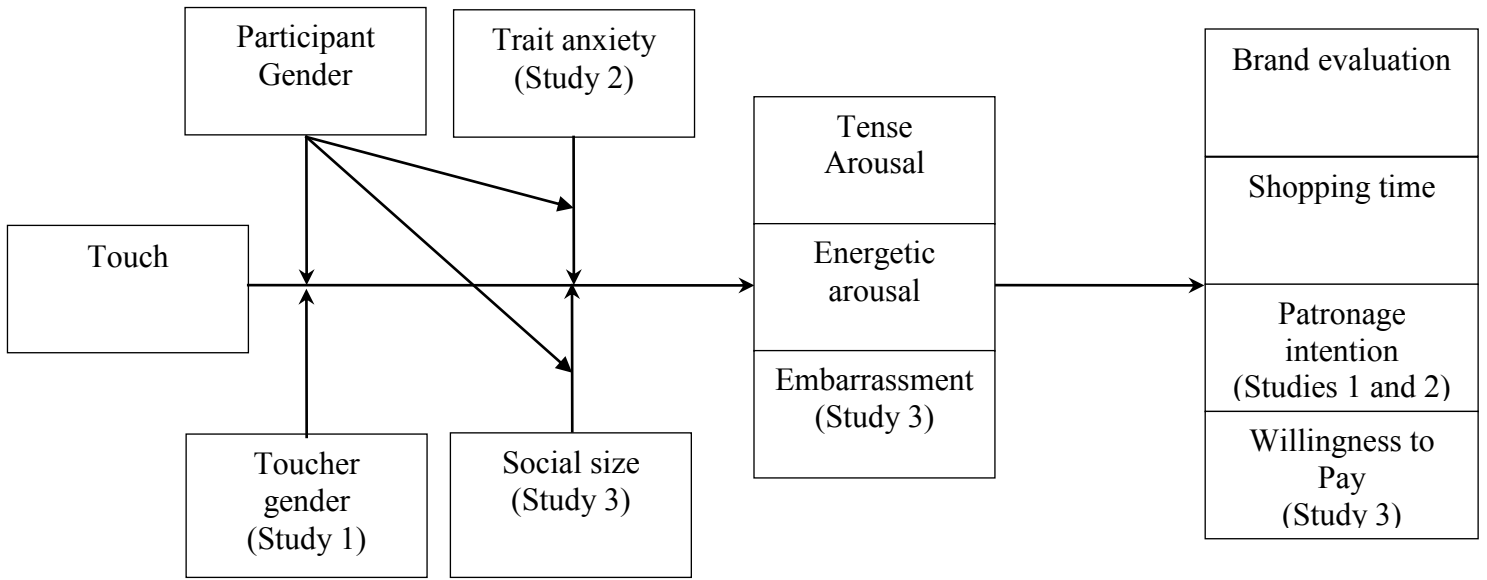 Participant
Gender
Trait anxiety
(Study 2)
Touch
Toucher
gender
(Study 1)
Social size
(Study 3)
Tense
Arousal
Energetic
arousal
Embarrassment
(Study 3)
Brand evaluation
Shopping time
Patronage
intention
(Studies 1 and 2)
Willingness to
Pay
(Study 3)